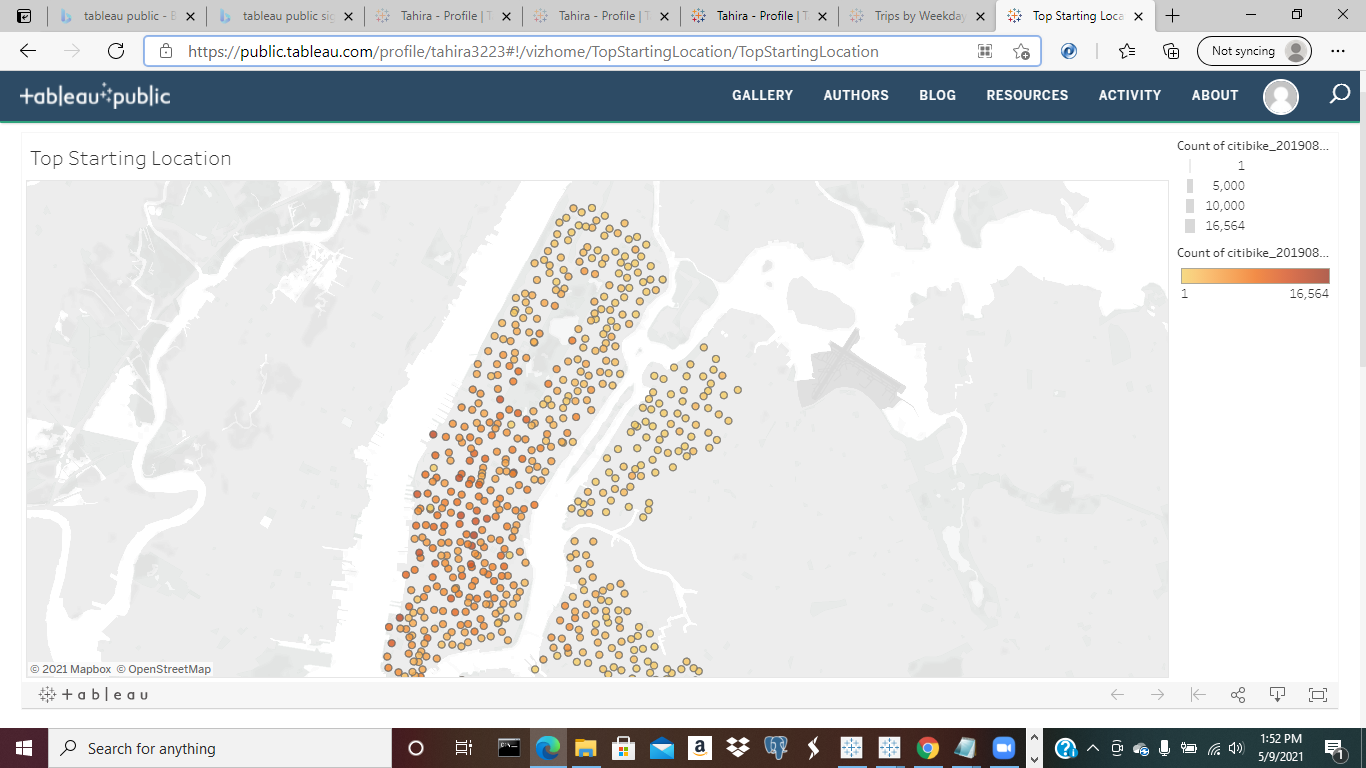 tableau public - B
tableau public sig
Tahira - Profile | T
Tahira - Profile | T
Tahira - Profile | T
Trips by Weekday
Top Starting Loca
https://public.tableau.com/profile/tahira3223#!/vizhome/TopStartingLocation/TopStartingLocation
Not syncing
+ableau public
GALLERY AUTHORS BLOG RESOURCES ACTIVITY ABOUT
Top Starting Location
Count of citibike_201908...
1
5,000
10,000
16,564
Count of citibike_201908...
1 16,564
© 2021 Mapbox © OpenStreetMap
+ a b l e a u
Search for anything
1:52 PM
5/9/2021
1